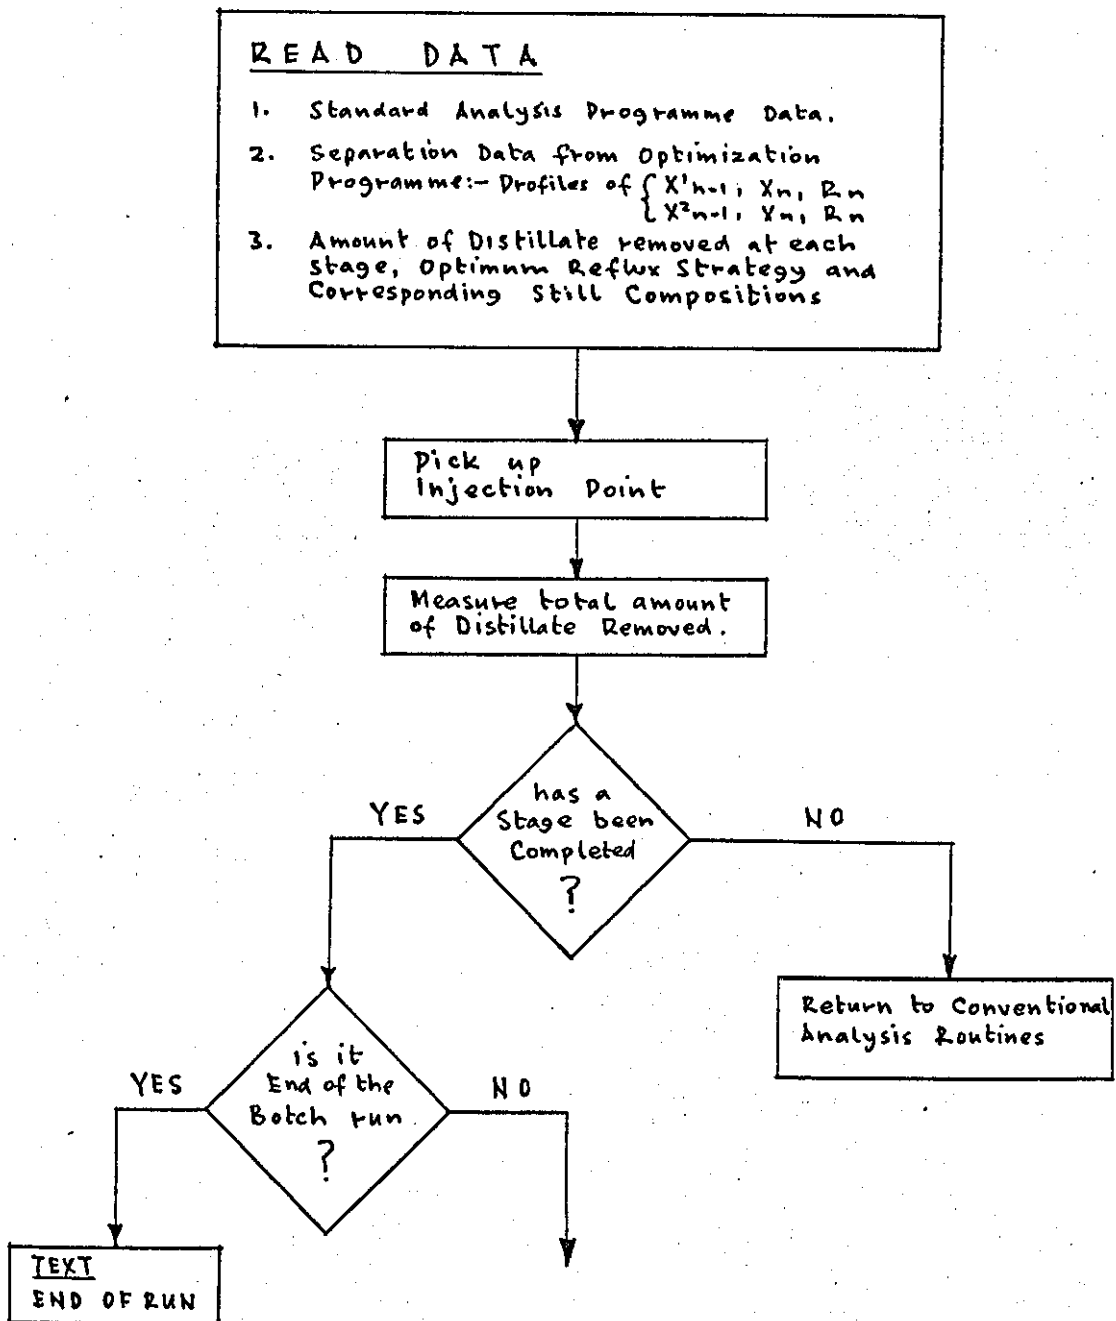 READ DATA
1. Standard Analysis Programme Data.
2. Separation Data from Optimization
Programme:- Profiles of { X¹n-1, Xn, Rn
{ X²n-1, Xn, Rn
3. Amount of Distillate removed at each
stage, Optimum Reflux Strategy and
Corresponding Still Compositions
Pick up
Injection Point
Measure total amount
of Distillate Removed.
has a
Stage been
Completed
?
YES
NO
Return to Conventional
Analysis Routines
is it
End of the
Batch run
?
YES
NO
TEXT
END OF RUN